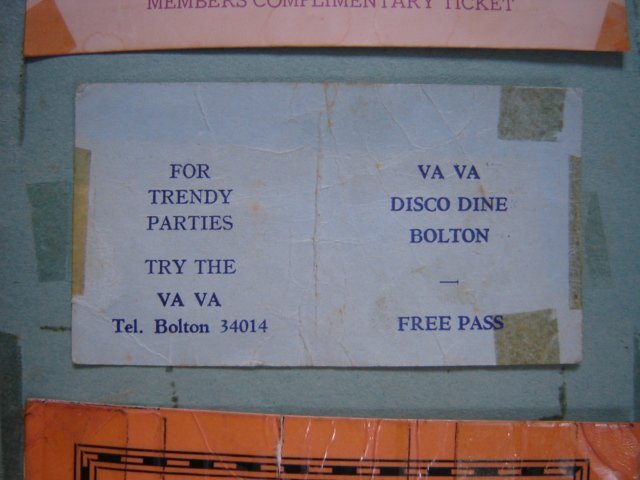 MEMBERS COMPLIMENTARY TICKET
FOR
TRENDY
PARTIES
TRY THE
VA VA
Tel. Bolton 34014
VA VA
DISCO DINE
BOLTON
—
FREE PASS